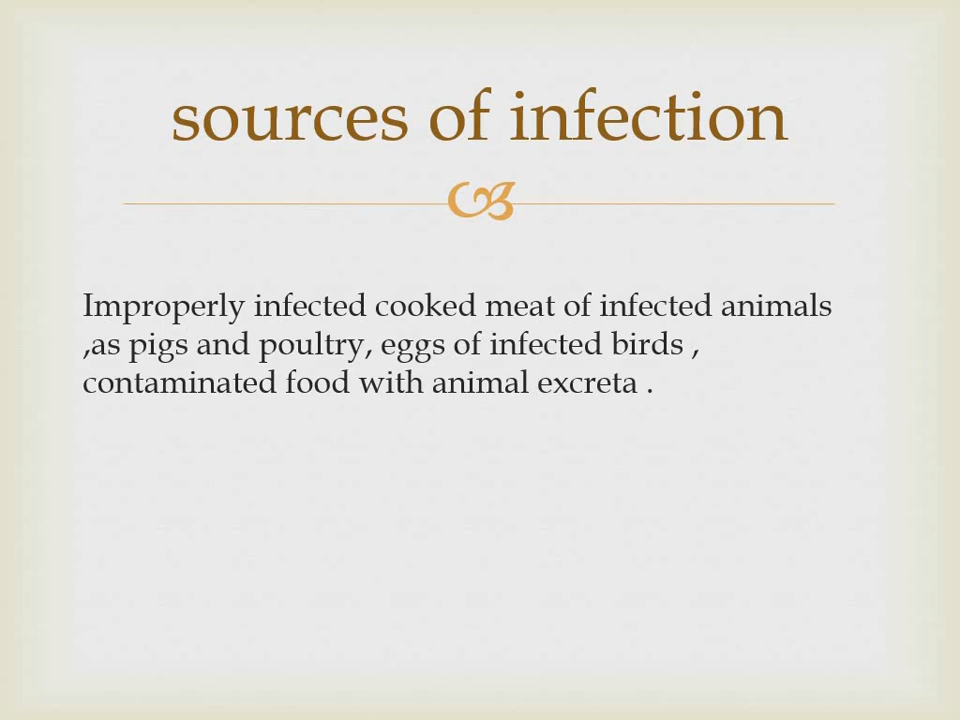 sources of infection
Improperly infected cooked meat of infected animals
,as pigs and poultry, eggs of infected birds ,
contaminated food with animal excreta .